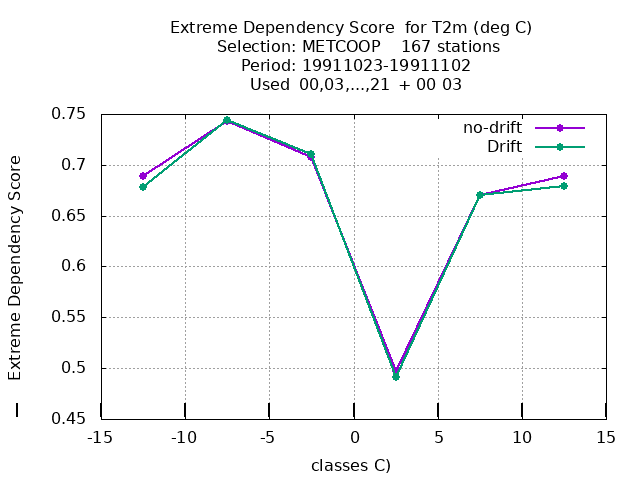 Extreme Dependency Score  for T2m (deg C)
Selection: METCOOP    167 stations
Period: 19911023-19911102
Used  00,03,...,21  + 00 03
no-drift
Drift
Extreme Dependency Score
0.75
0.7
0.65
0.6
0.55
0.5
0.45
-15 -10 -5 0 5 10 15
classes C)